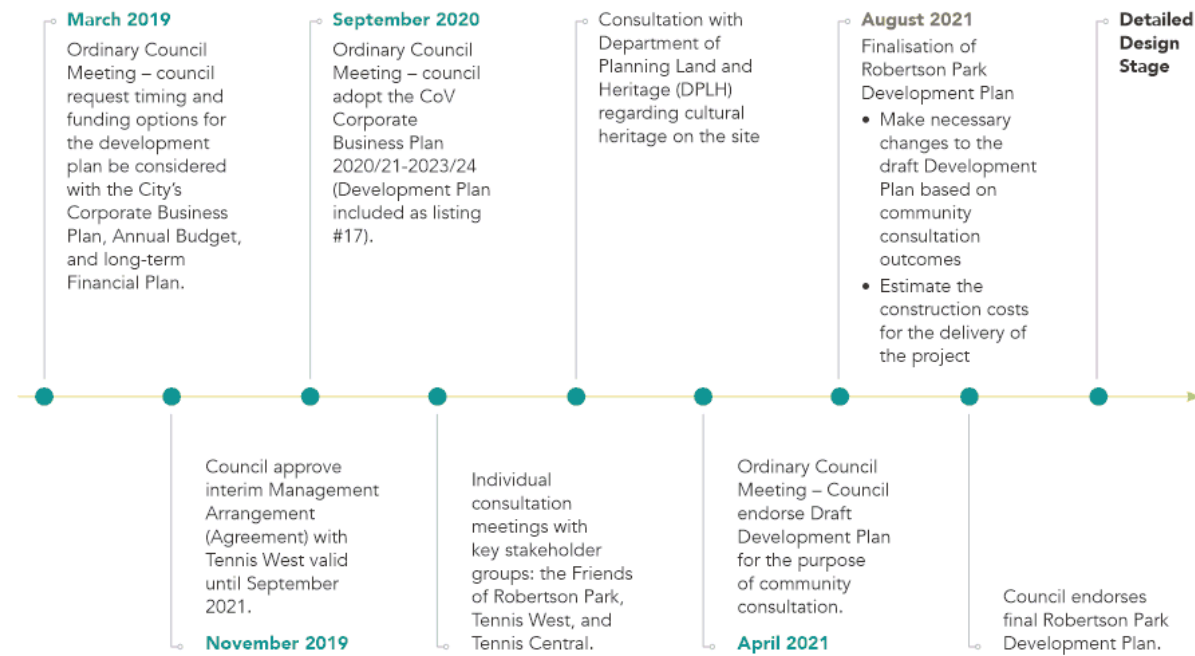 March 2019
Ordinary Council
Meeting – council
request timing and
funding options for
the development
plan be considered
with the City's
Corporate Business
Plan, Annual Budget,
and long-term
Financial Plan.
Council approve
interim Management
Arrangement
(Agreement) with
Tennis West valid
until September
2021.
November 2019
September 2020
Ordinary Council
Meeting – council
adopt the CoV
Corporate
Business Plan
2020/21-2023/24
(Development Plan
included as listing
#17).
Individual
consultation
meetings with
key stakeholder
groups: the Friends
of Robertson Park,
Tennis West, and
Tennis Central.
Consultation with
Department of
Planning Land and
Heritage (DPLH)
regarding cultural
heritage on the site
Ordinary Council
Meeting – Council
endorse Draft
Development Plan
for the purpose
of community
consultation.
April 2021
August 2021
Finalisation of
Robertson Park
Development Plan
• Make necessary
changes to the
draft Development
Plan based on
community
consultation
outcomes
• Estimate the
construction costs
for the delivery of
the project
Council endorses
final Robertson Park
Development Plan.
Detailed
Design
Stage